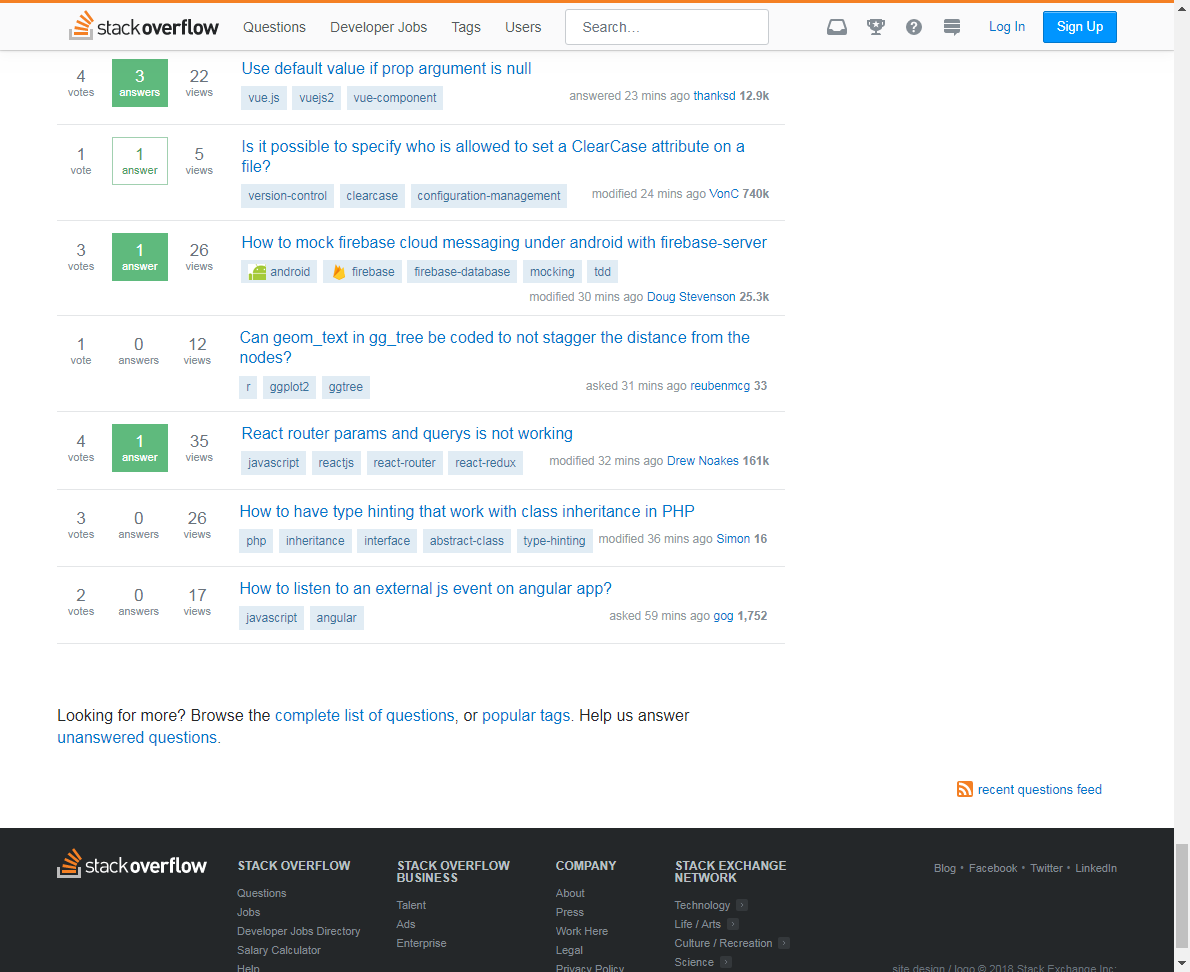 stack overflow Questions Developer Jobs Tags Users Search... Log In Sign Up
4 votes 3 answers 22 views
Use default value if prop argument is null
vue.js vuejs2 vue-component
answered 23 mins ago thanksd 12.9k
1 vote 1 answer 5 views
Is it possible to specify who is allowed to set a ClearCase attribute on a
file?
version-control clearcase configuration-management
modified 24 mins ago VonC 740k
3 votes 1 answer 26 views
How to mock firebase cloud messaging under android with firebase-server
android firebase firebase-database mocking tdd
modified 30 mins ago Doug Stevenson 25.3k
1 vote 0 answers 12 views
Can geom_text in gg_tree be coded to not stagger the distance from the
nodes?
r ggplot2 ggtree
asked 31 mins ago reubenmcg 33
4 votes 1 answer 35 views
React router params and querys is not working
javascript reactjs react-router react-redux
modified 32 mins ago Drew Noakes 161k
3 votes 0 answers 26 views
How to have type hinting that work with class inheritance in PHP
php inheritance interface abstract-class type-hinting
modified 36 mins ago Simon 16
2 votes 0 answers 17 views
How to listen to an external js event on angular app?
javascript angular
asked 59 mins ago gog 1,752
Looking for more? Browse the complete list of questions, or popular tags. Help us answer
unanswered questions.
recent questions feed
stack overflow
STACK OVERFLOW
Questions
Jobs
Developer Jobs Directory
Salary Calculator
Help
STACK OVERFLOW
BUSINESS
Talent
Ads
Enterprise
COMPANY
About
Press
Work Here
Legal
Privacy Policy
STACK EXCHANGE
NETWORK
Technology
Life / Arts
Culture / Recreation
Science
Blog • Facebook • Twitter • LinkedIn
site design / logo © 2018 Stack Exchange Inc;